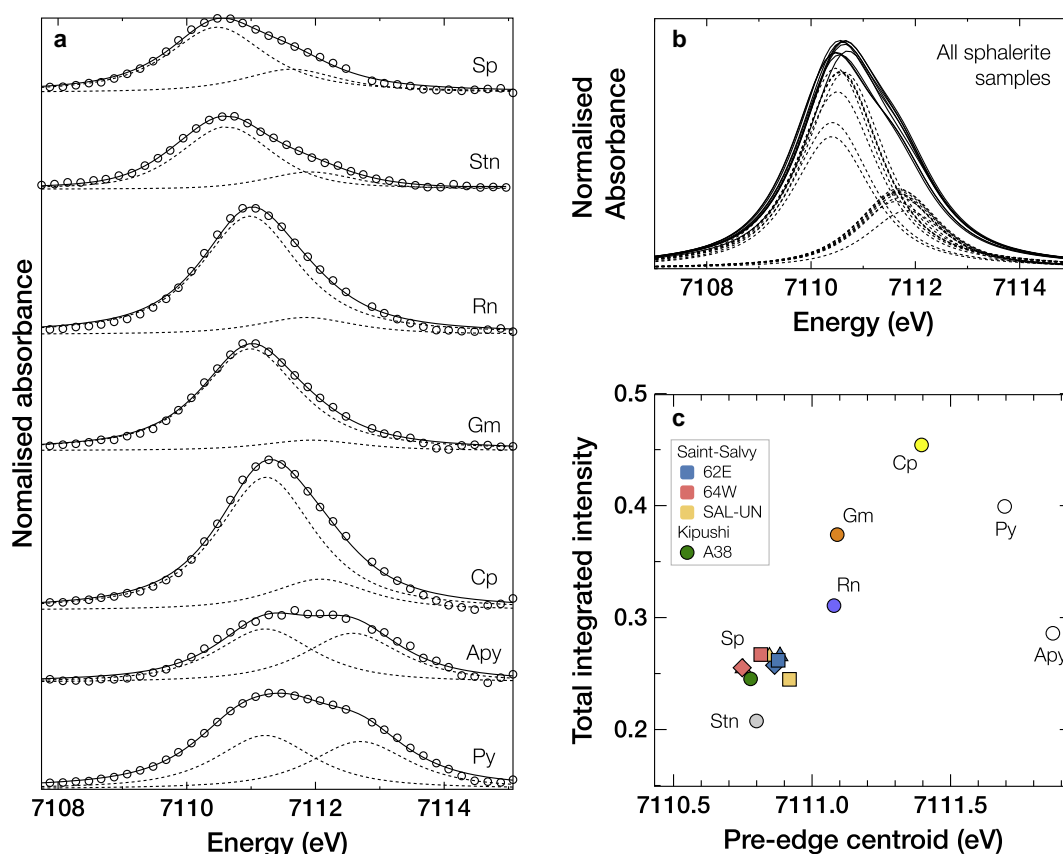 a
Sp
Stn
Rn
Gm
Cp
Apy
Py
Nomalised absorbance
7108
7110
7112
7114
Energy (eV)
b
All sphalerite
samples
Normalised
Absorbance
7108
7110
7112
7114
Energy (eV)
c
0.5
0.4
0.3
0.2
Saint-Salvy
62E
64W
SAL-UN
Kipushi
A38
Cp
Gm
Py
Rn
Sp
Apy
Stn
Total integrated intensity
7110.5
7111.0
7111.5
Pre-edge centroid (eV)